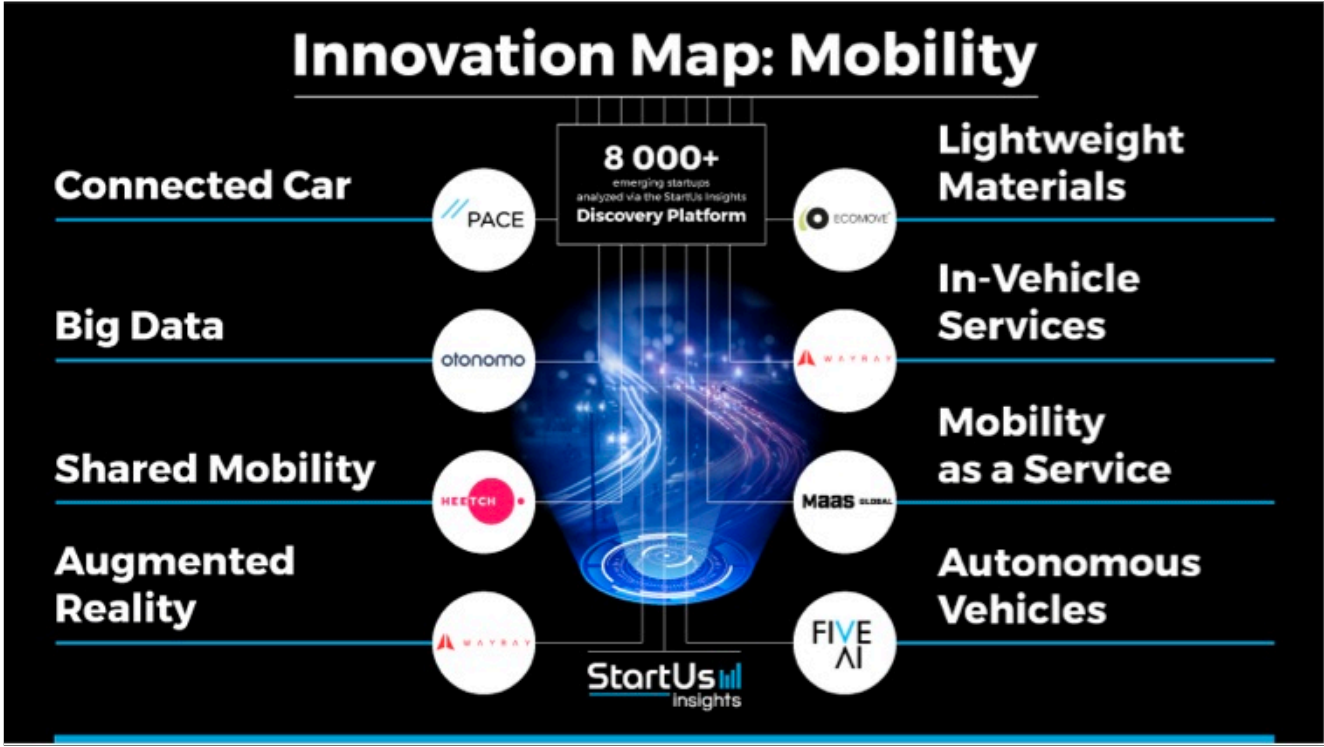 Innovation Map: Mobility
8 000+
emerging startups
analyzed via the StartUs Insights
Discovery Platform
Connected Car
PACE
Big Data
otonomo
Shared Mobility
HEETCH
Augmented
Reality
WAYRAY
Lightweight
Materials
ECOMOVE
In-Vehicle
Services
WAYRAY
Mobility
as a Service
MaaS GLOBAL
Autonomous
Vehicles
FIVE
AI
StartUs
insights